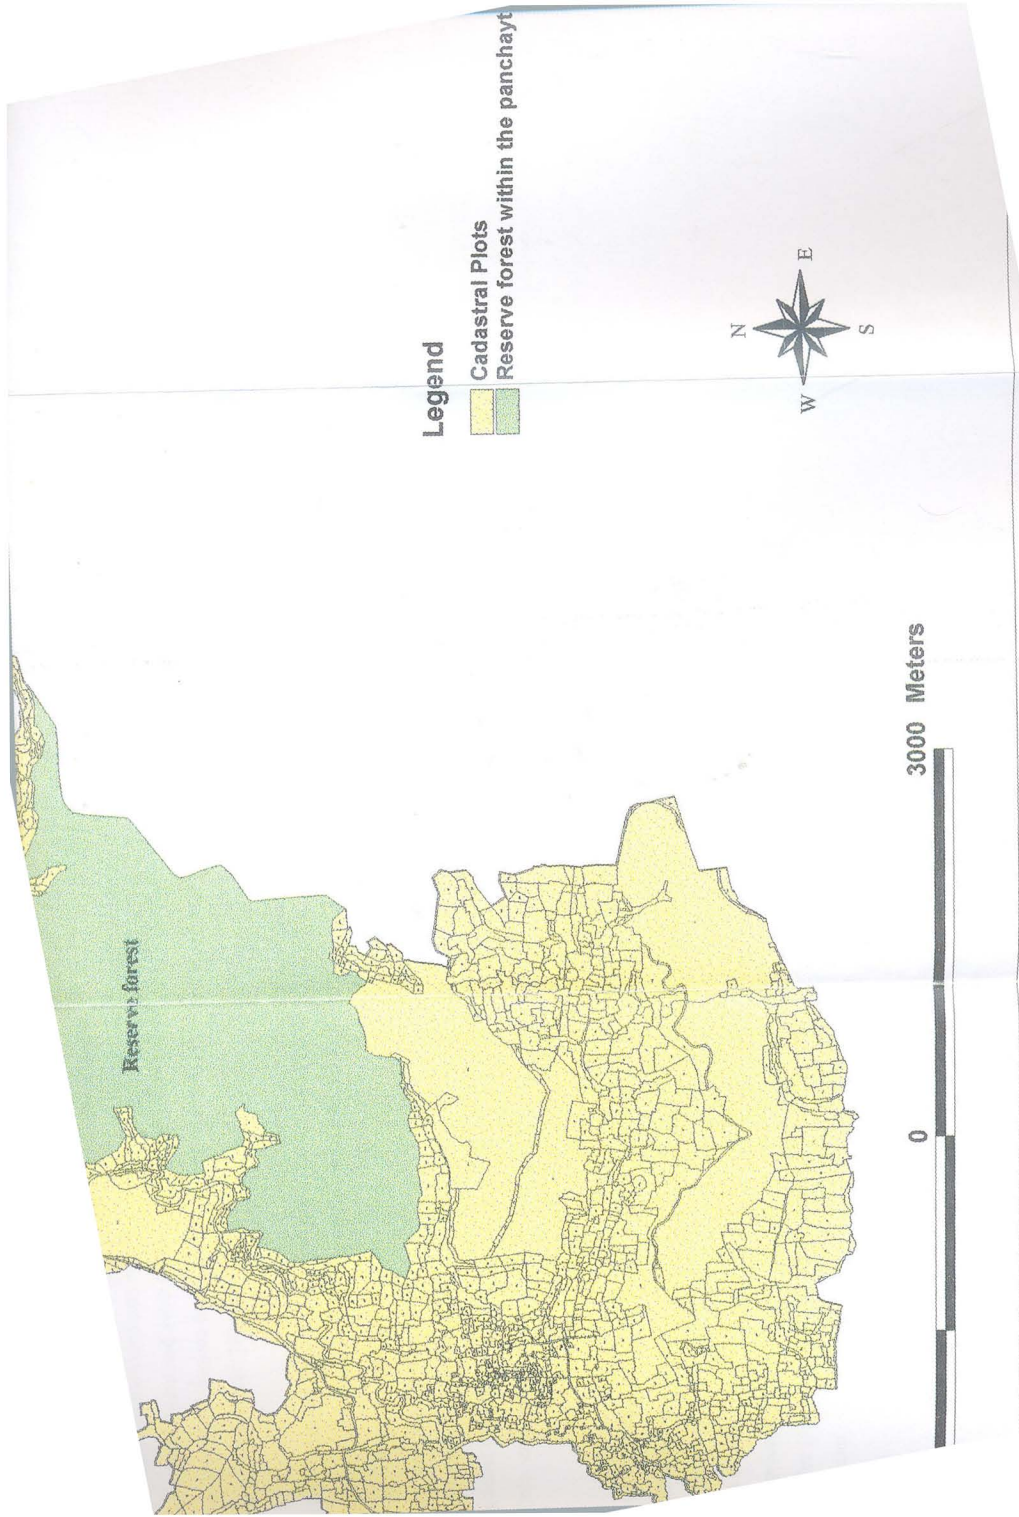 Reserve forest
Legend
Cadastral Plots
Reserve forest within the panchayt
N
W
E
S
0
3000 Meters